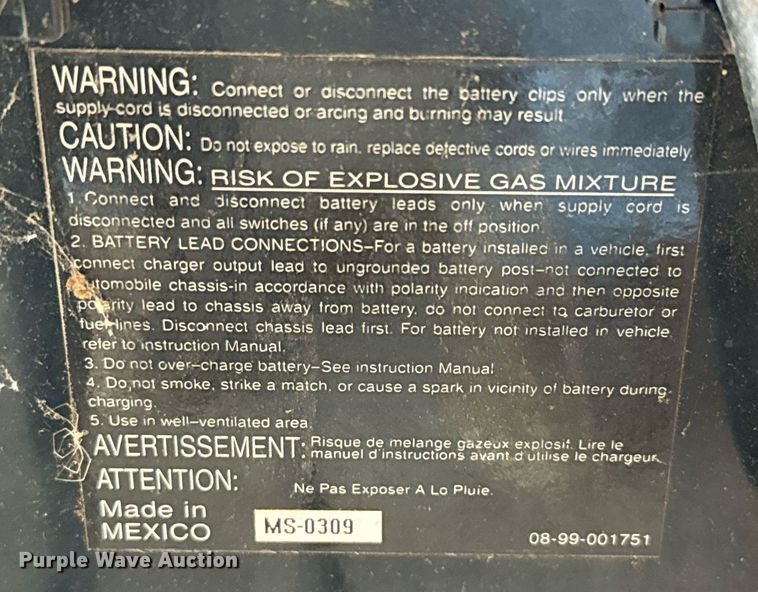 WARNING: Connect or disconnect the battery clips only when the
supply-cord is disconnected or arcing and burning may result
CAUTION: Do not expose to rain. replace defective cords or wires immediately.
WARNING: RISK OF EXPLOSIVE GAS MIXTURE
1. Connect and disconnect battery leads only when supply cord is
disconnected and all switches (if any) are in the off position.
2. BATTERY LEAD CONNECTIONS–For a battery installed in a vehicle, first
connect charger output lead to ungrounded battery post–not connected to
automobile chassis-in accordance with polarity indication and then opposite
polarity lead to chassis away from battery. do not connect to carburetor or
fuel-lines. Disconnect chassis lead first. For battery not installed in vehicle,
refer to instruction Manual.
3. Do not over–charge battery–See instruction Manual
4. Do not smoke, strike a match, or cause a spark in vicinity of battery during
charging.
5. Use in well–ventilated area.
AVERTISSEMENT: Risque de melange gazeux explosif. Lire le
manuel d'instructions avant d'utilise le chargeur.
ATTENTION: Ne Pas Exposer A Lo Pluie.
Made in
MEXICO
MS-0309
08-99-001751
Purple Wave Auction